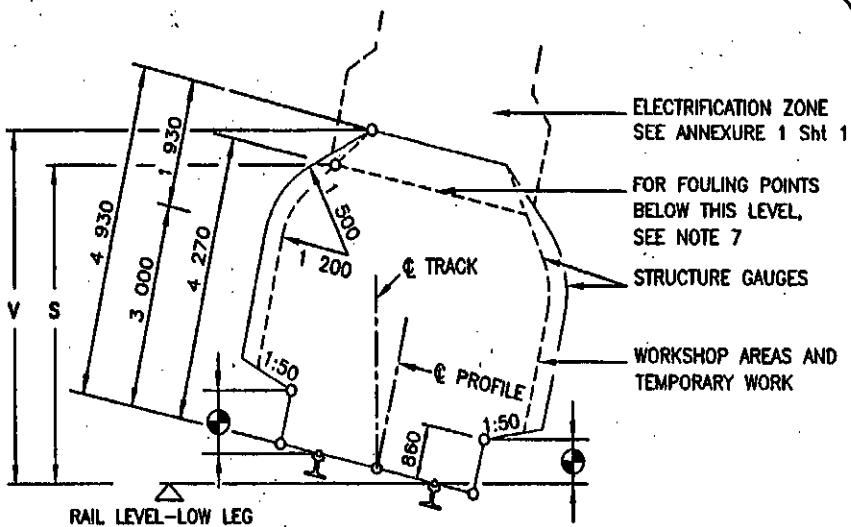 ELECTRIFICATION ZONE
SEE ANNEXURE 1 Sht 1
FOR FOULING POINTS
BELOW THIS LEVEL,
SEE NOTE 7
STRUCTURE GAUGES
WORKSHOP AREAS AND
TEMPORARY WORK
1 930
4 930
3 000
4 270
V
S
1 500
1 200
℄ TRACK
℄ PROFILE
1:50
1:50
860
RAIL LEVEL-LOW LEG